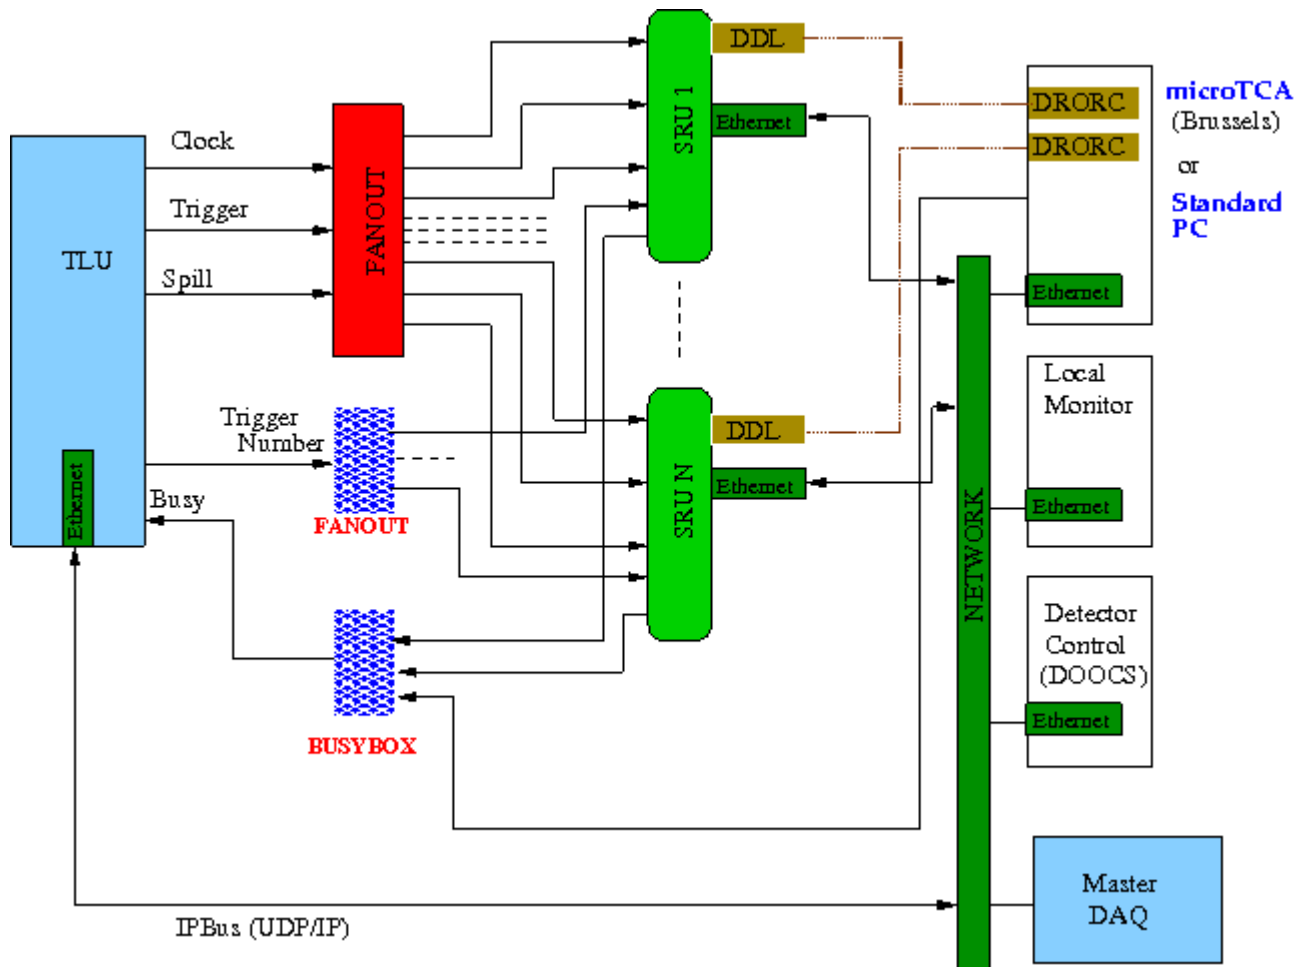 DDL
SRU 1
Ethernet
DRORC
DRORC
microTCA
(Brussels)
or
Standard
PC
Ethernet
Clock
Trigger
Spill
TLU
FANOUT
Trigger
Number
Busy
Ethernet
FANOUT
DDL
SRU N
Ethernet
NETWORK
Local
Monitor
Ethernet
Detector
Control
(DOOCS)
Ethernet
BUSYBOX
Master
DAQ
IPBus (UDP/IP)